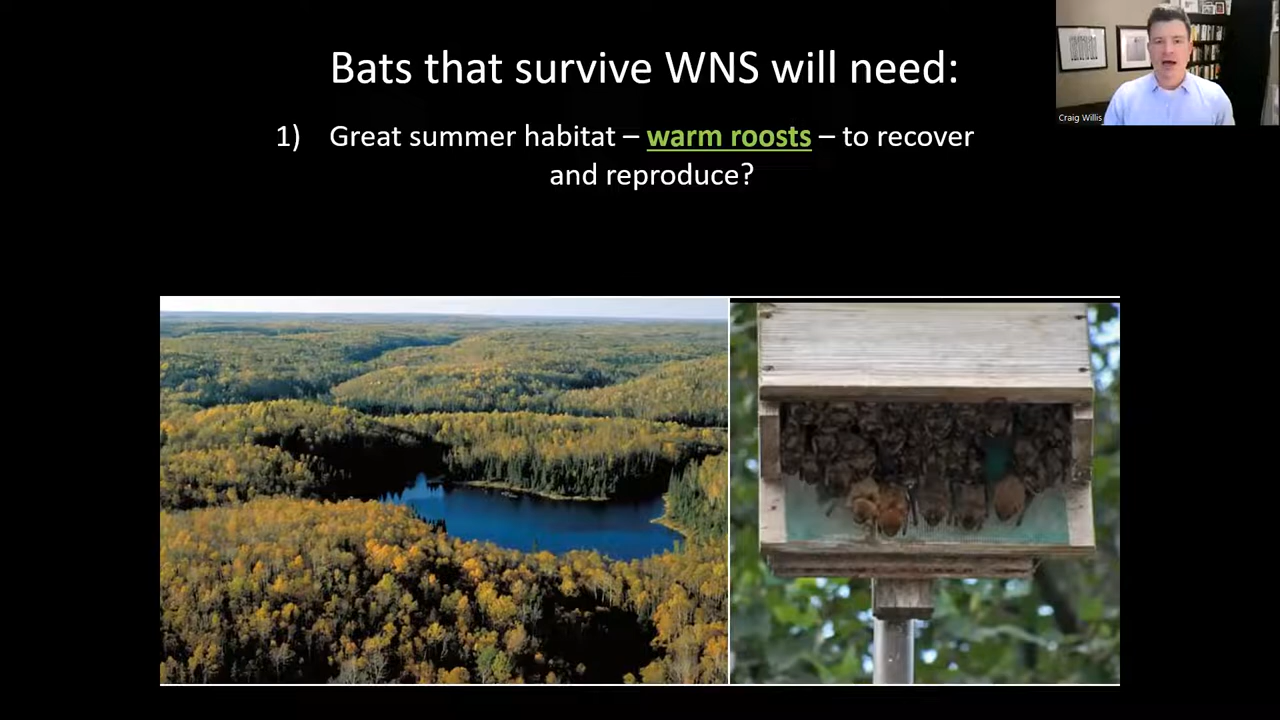 Bats that survive WNS will need:
1) Great summer habitat – warm roosts – to recover
and reproduce?
Craig Willis